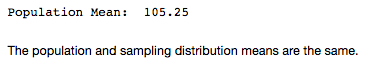 Population Mean:  105.25
The population and sampling distribution means are the same.